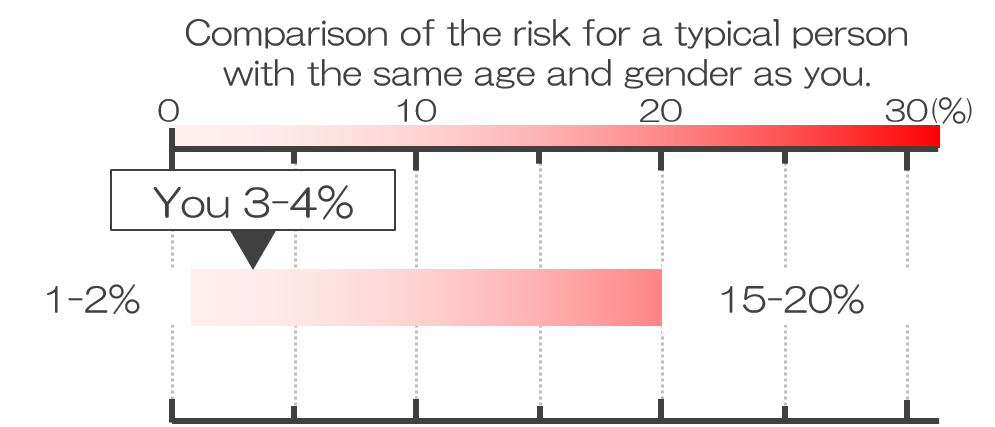 Comparison of the risk for a typical person
with the same age and gender as you.
0 10 20 30(%)
You 3-4%
1-2% 15-20%